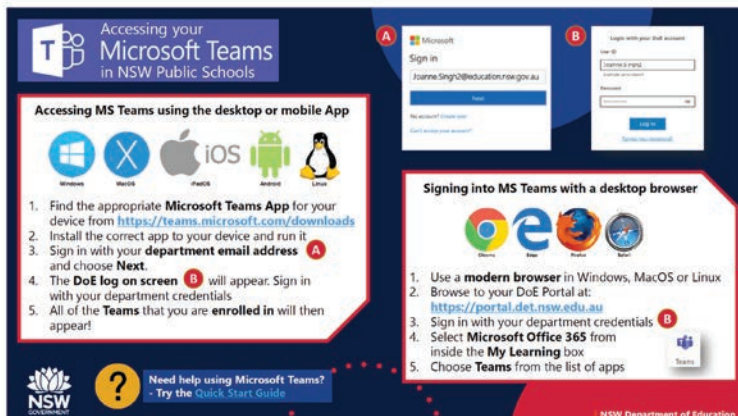 Accessing your
Microsoft Teams
in NSW Public Schools
Accessing MS Teams using the desktop or mobile App
iOS
Windows
MacOS
iPadOS
Android
Linux
1. Find the appropriate Microsoft Teams App for your
device from https://teams.microsoft.com/downloads
2. Install the correct app to your device and run it
3. Sign in with your department email address A
and choose Next.
4. The DoE log on screen B will appear. Sign in
with your department credentials
5. All of the Teams that you are enrolled in will then
appear!
NSW
GOVERNMENT
?
Need help using Microsoft Teams?
- Try the Quick Start Guide
A
Microsoft
Sign in
Joanne.Singh2@education.nsw.gov.au
Next
No account? Create one!
Can't access your account?
B
Login with your DoE account
User ID
Password
Log in
Forgot your password?
Signing into MS Teams with a desktop browser
Chrome
Edge
Firefox
Safari
1. Use a modern browser in Windows, MacOS or Linux
2. Browse to your DoE Portal at:
https://portal.det.nsw.edu.au
3. Sign in with your department credentials B
4. Select Microsoft Office 365 from
inside the My Learning box
5. Choose Teams from the list of apps
Teams
NSW Department of Education